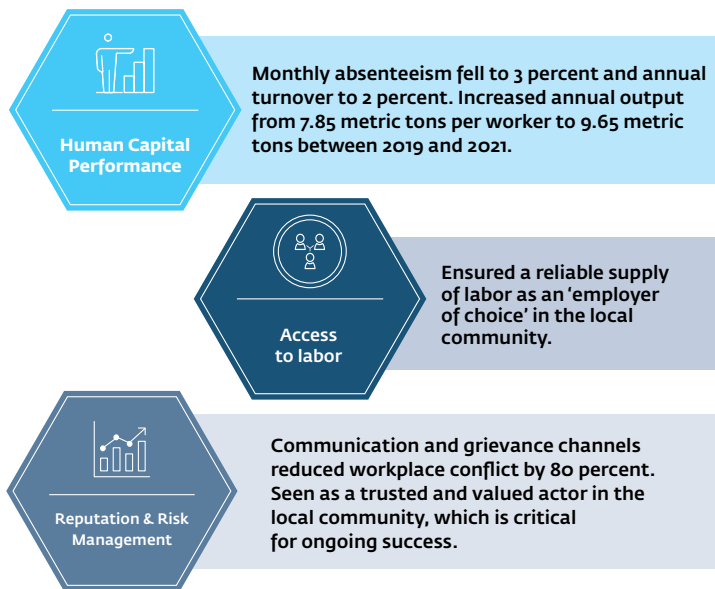 Human Capital
Performance
Monthly absenteeism fell to 3 percent and annual
turnover to 2 percent. Increased annual output
from 7.85 metric tons per worker to 9.65 metric
tons between 2019 and 2021.
Access
to labor
Ensured a reliable supply
of labor as an ‘employer
of choice’ in the local
community.
Reputation & Risk
Management
Communication and grievance channels
reduced workplace conflict by 80 percent.
Seen as a trusted and valued actor in the
local community, which is critical
for ongoing success.